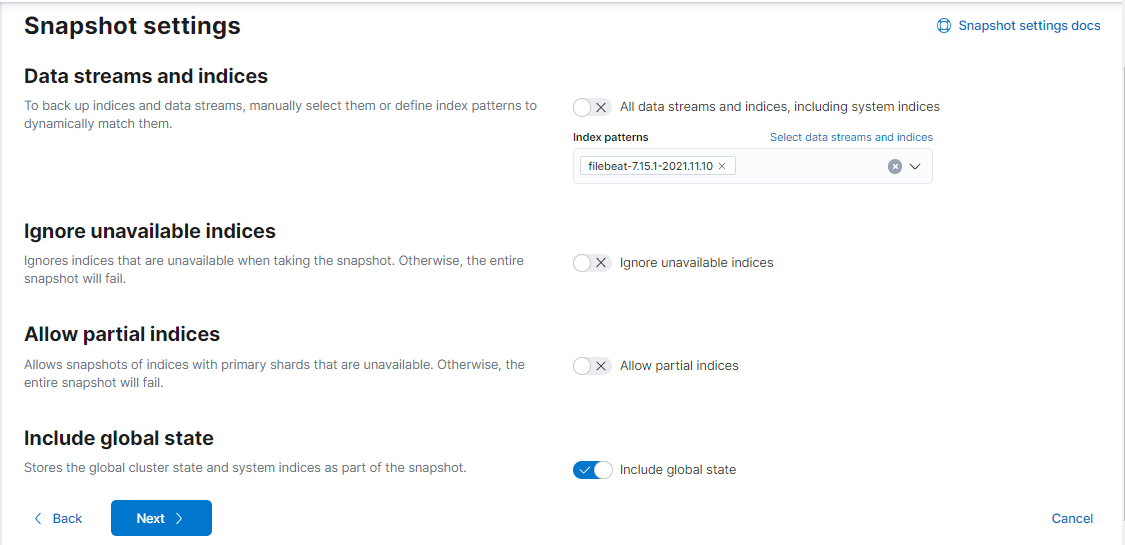 Snapshot settings
Snapshot settings docs
Data streams and indices
To back up indices and data streams, manually select them or define index patterns to
dynamically match them.
All data streams and indices, including system indices
Index patterns
Select data streams and indices
filebeat-7.15.1-2021.11.10
Ignore unavailable indices
Ignores indices that are unavailable when taking the snapshot. Otherwise, the entire
snapshot will fail.
Ignore unavailable indices
Allow partial indices
Allows snapshots of indices with primary shards that are unavailable. Otherwise, the
entire snapshot will fail.
Allow partial indices
Include global state
Stores the global cluster state and system indices as part of the snapshot.
Include global state
Back
Next
Cancel